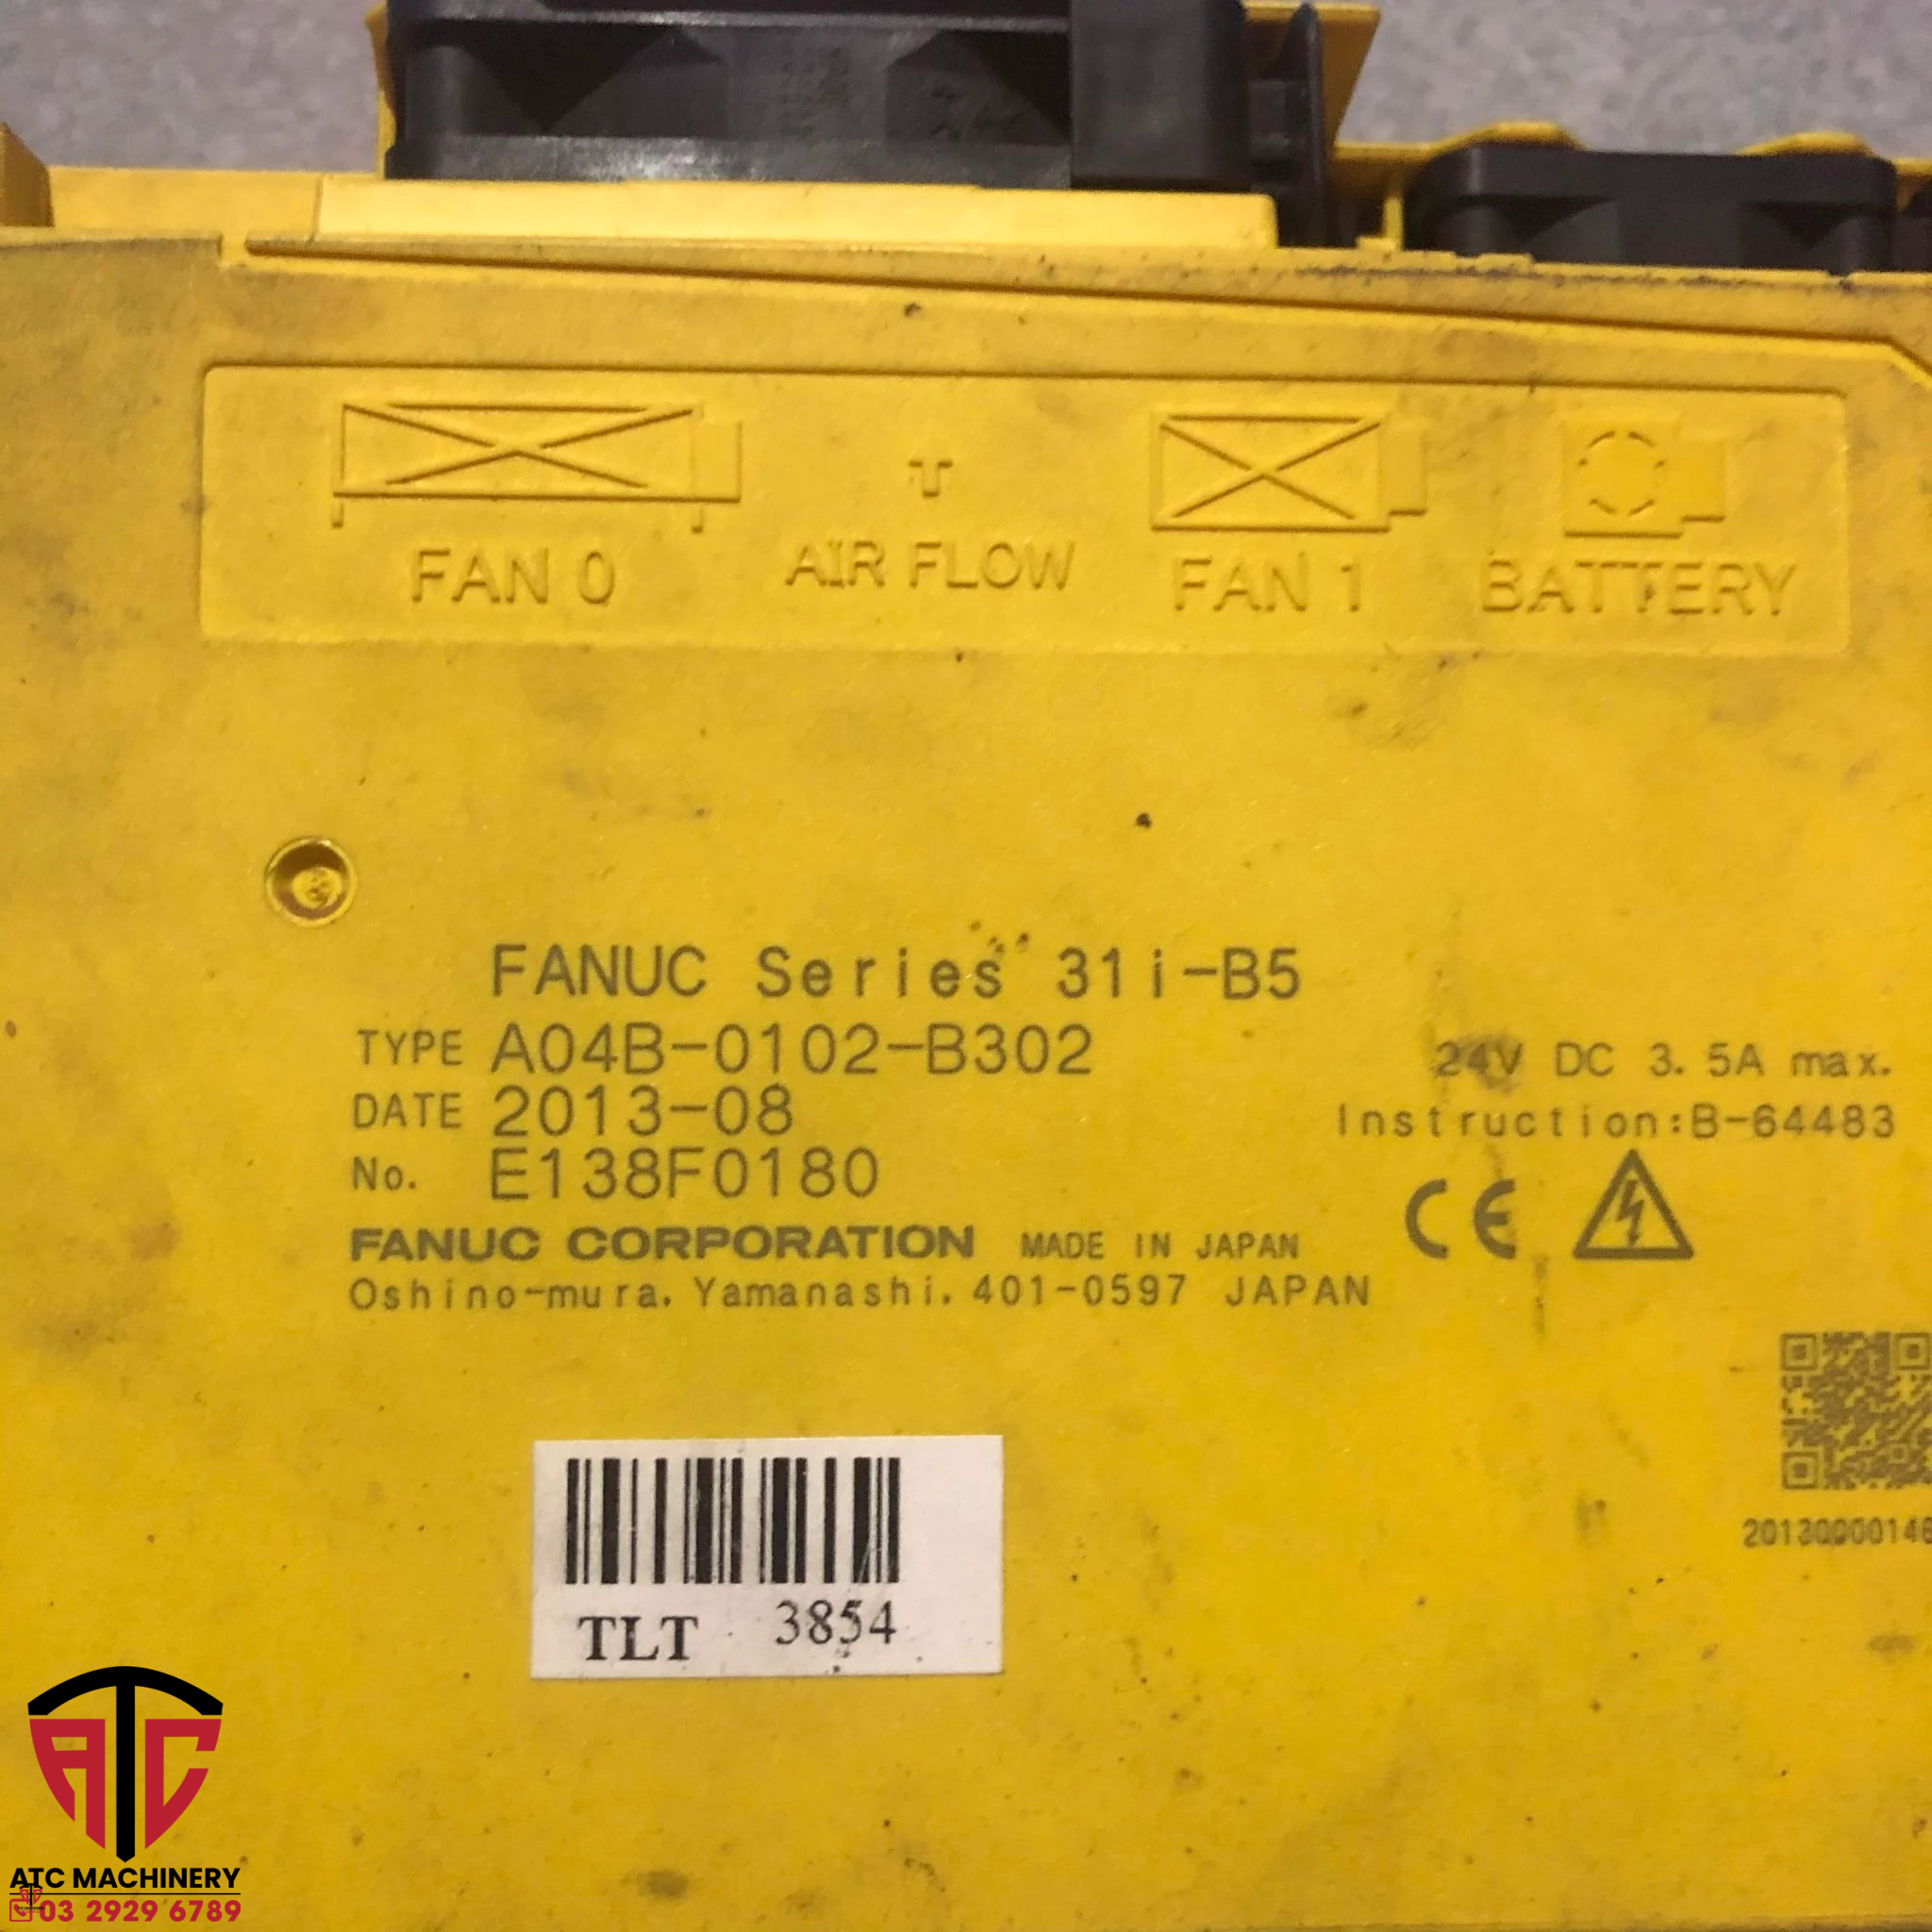 FAN 0 AIR FLOW FAN 1 BATTERY
FANUC Series 31i-B5
TYPE A04B-0102-B302
DATE 2013-08
No. E138F0180
24V DC 3.5A max.
Instruction:B-64483
CE
FANUC CORPORATION MADE IN JAPAN
Oshino-mura, Yamanashi, 401-0597 JAPAN
TLT 3854
ATC
ATC MACHINERY
03 2929 6789